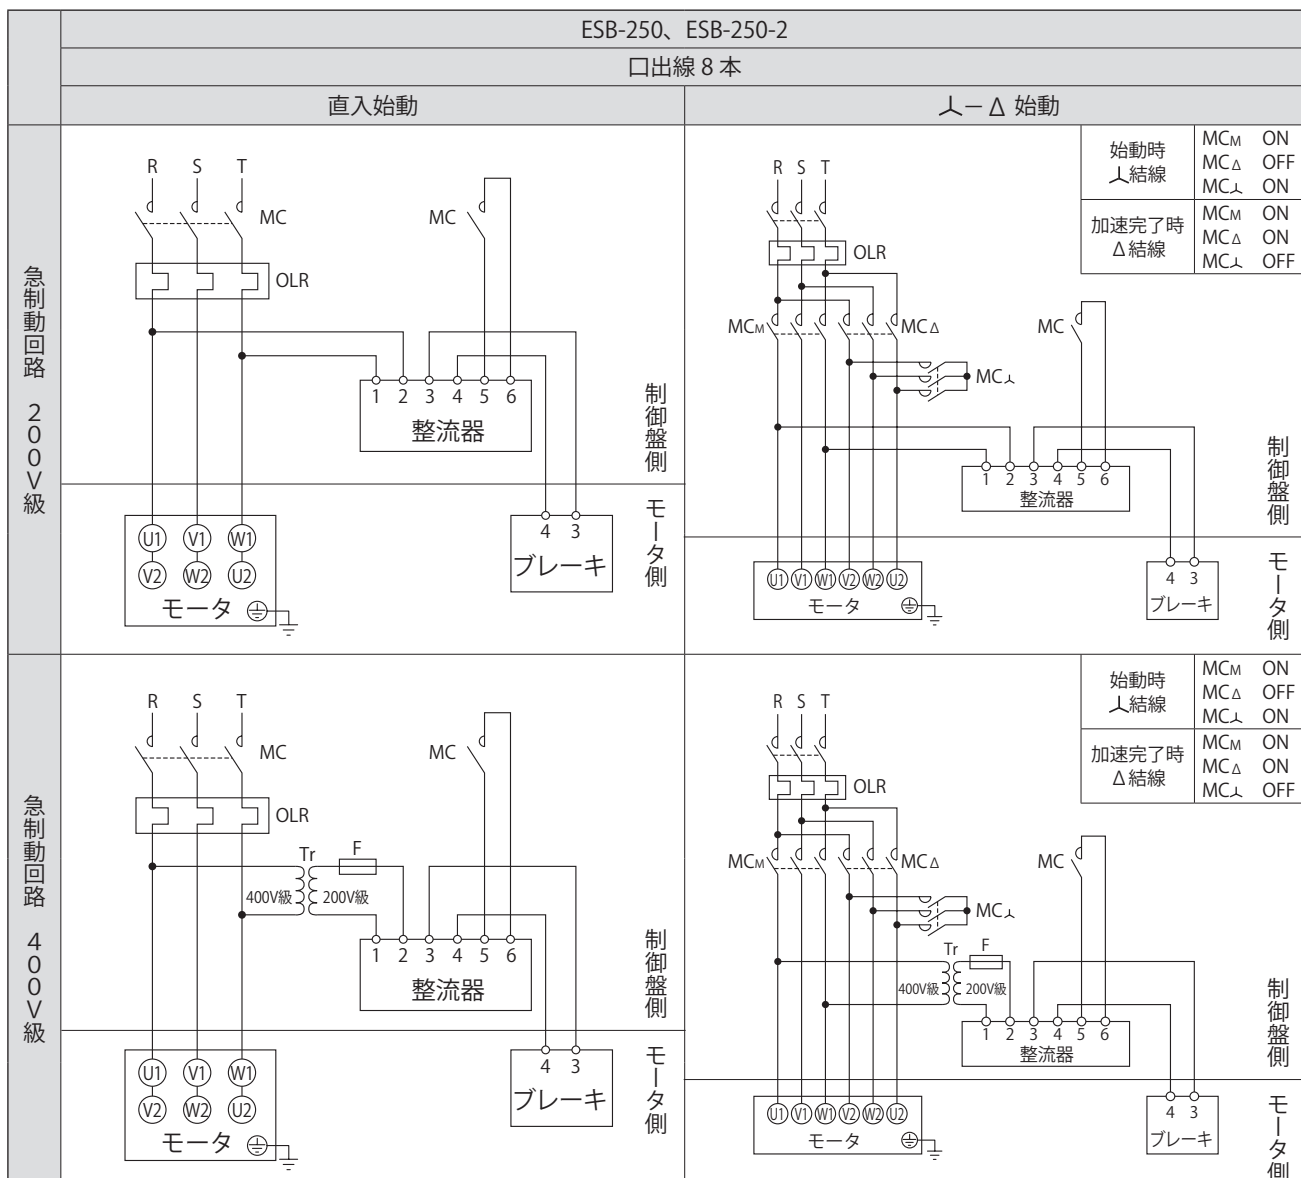 ESB-250、ESB-250-2
口出線 8 本
直入始動
人ー Δ 始動
急制動回路 200V級
R S T
MC
MC
OLR
1 2 3 4 5 6
整流器
制御盤側
モータ側
U1 V1 W1
V2 W2 U2
モータ
4 3
ブレーキ
始動時
人結線
MCM ON
MCΔ OFF
MC人 ON
加速完了時
Δ結線
MCM ON
MCΔ ON
MC人 OFF
R S T
OLR
MCM
MCΔ
MC
MC人
1 2 3 4 5 6
整流器
制御盤側
モータ側
U1 V1 W1 V2 W2 U2
モータ
4 3
ブレーキ
急制動回路 400V級
R S T
MC
MC
OLR
Tr
F
400V級
200V級
1 2 3 4 5 6
整流器
制御盤側
モータ側
U1 V1 W1
V2 W2 U2
モータ
4 3
ブレーキ
始動時
人結線
MCM ON
MCΔ OFF
MC人 ON
加速完了時
Δ結線
MCM ON
MCΔ ON
MC人 OFF
R S T
OLR
MCM
MCΔ
MC
MC人
Tr
F
400V級
200V級
1 2 3 4 5 6
整流器
制御盤側
モータ側
U1 V1 W1 V2 W2 U2
モータ
4 3
ブレーキ